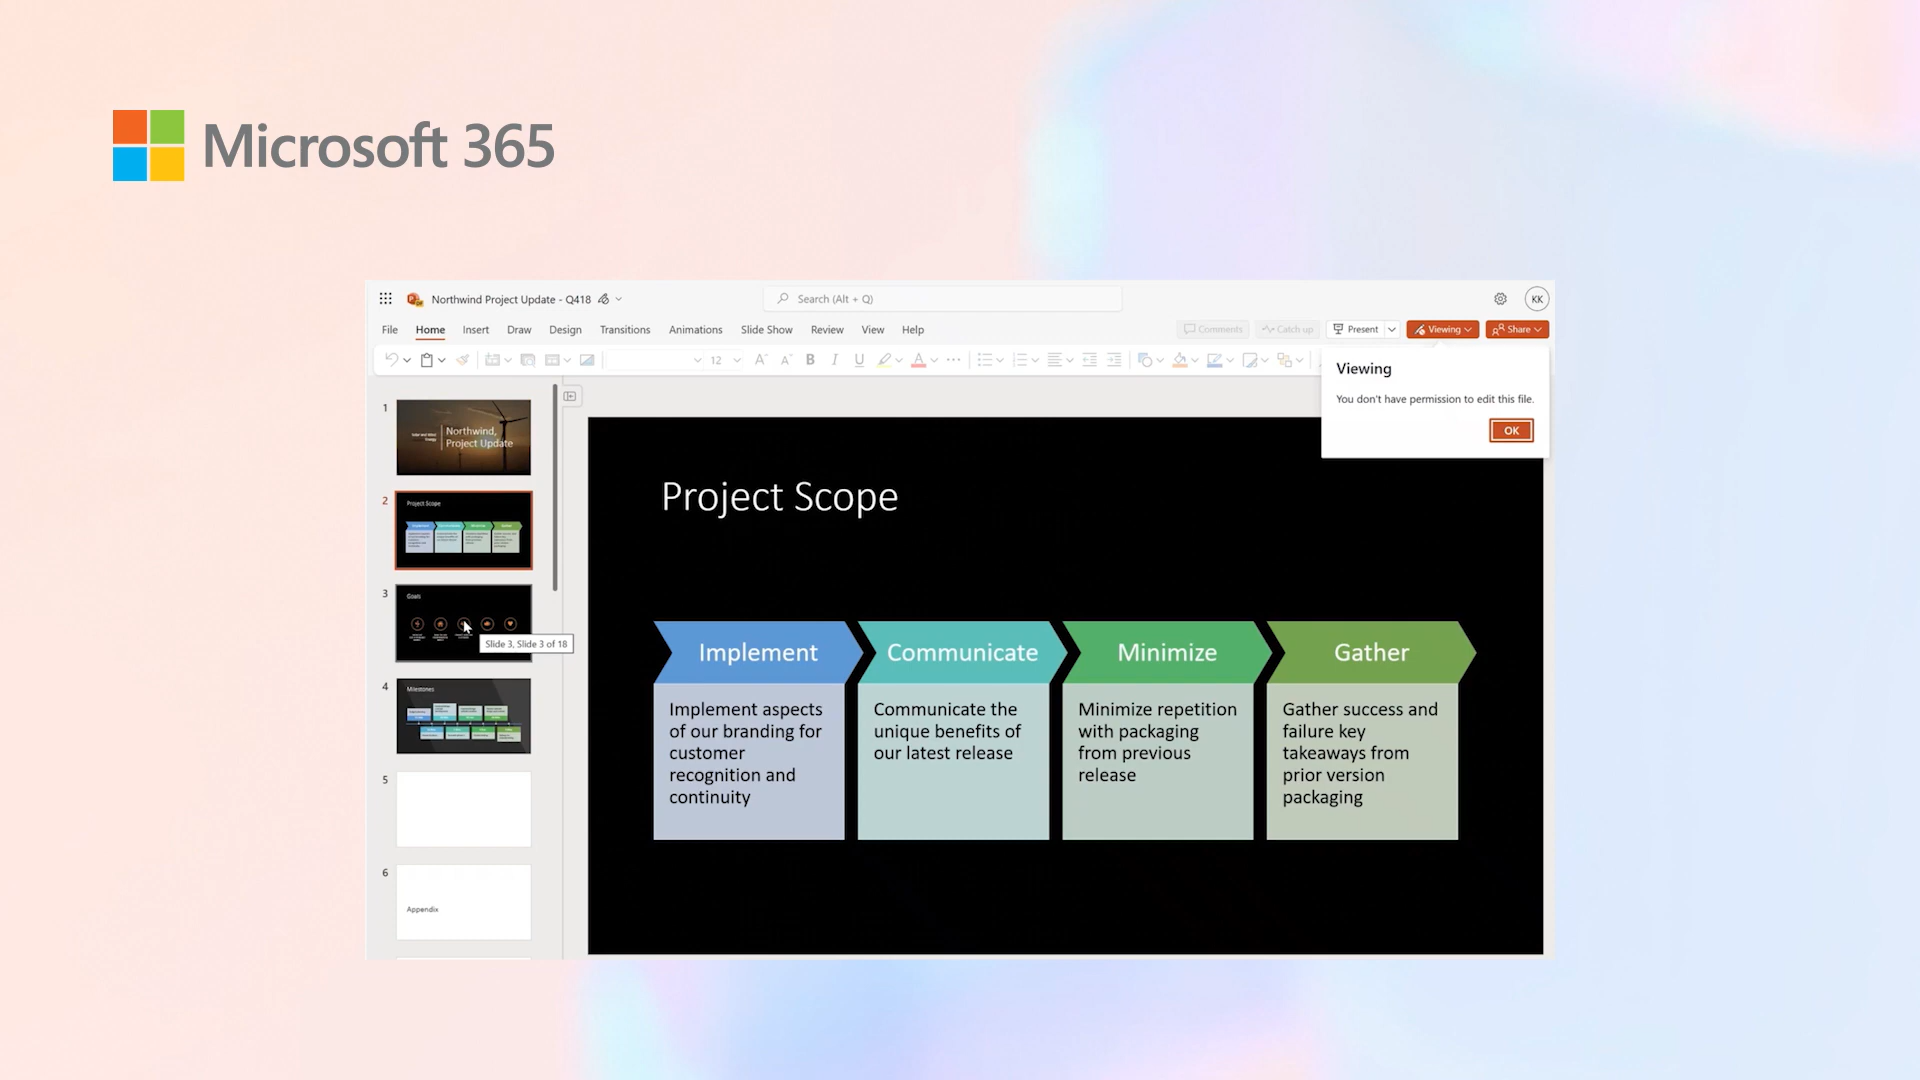 Microsoft 365
Northwind Project Update - Q418
Search (Alt + Q)
KK
File Home Insert Draw Design Transitions Animations Slide Show Review View Help
Comments Catch up Present Viewing Share
12 B I U A
Viewing
You don't have permission to edit this file.
OK
1
Northwind,
Project Update
2
Project Scope
3
Goals
Slide 3, Slide 3 of 18
4
Milestones
5
6
Appendix
Project Scope
Implement
Communicate
Minimize
Gather
Implement aspects
of our branding for
customer
recognition and
continuity
Communicate the
unique benefits of
our latest release
Minimize repetition
with packaging
from previous
release
Gather success and
failure key
takeaways from
prior version
packaging